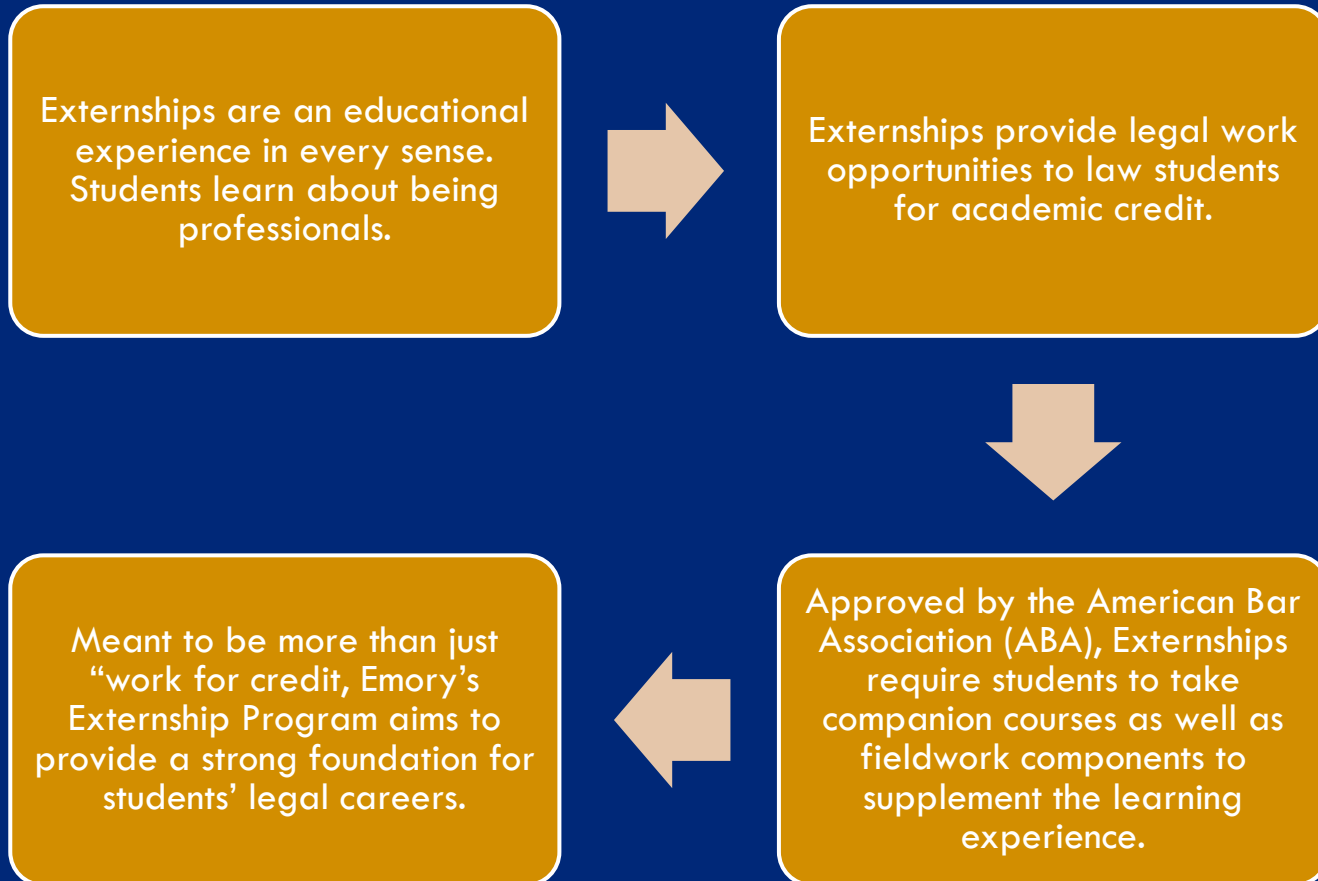 Externships are an educational
experience in every sense.
Students learn about being
professionals.
Externships provide legal work
opportunities to law students
for academic credit.
Approved by the American Bar
Association (ABA), Externships
require students to take
companion courses as well as
fieldwork components to
supplement the learning
experience.
Meant to be more than just
“work for credit, Emory’s
Externship Program aims to
provide a strong foundation for
students’ legal careers.